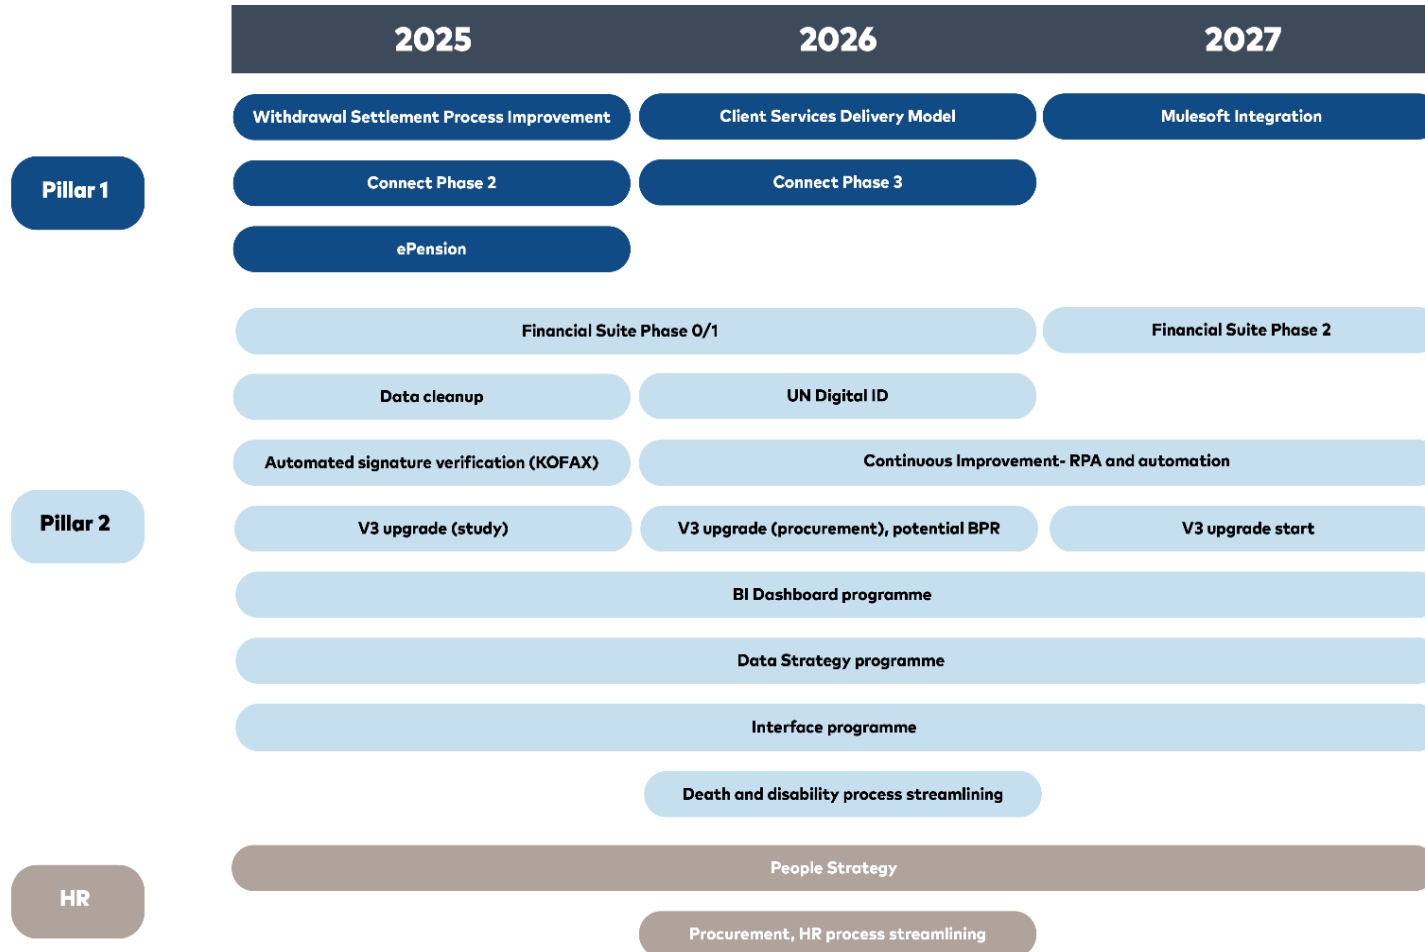 2025 2026 2027
Withdrawal Settlement Process Improvement Client Services Delivery Model Mulesoft Integration
Pillar 1 Connect Phase 2 Connect Phase 3
ePension
Financial Suite Phase 0/1 Financial Suite Phase 2
Data cleanup UN Digital ID
Automated signature verification (KOFAX) Continuous Improvement- RPA and automation
Pillar 2 V3 upgrade (study) V3 upgrade (procurement), potential BPR V3 upgrade start
BI Dashboard programme
Data Strategy programme
Interface programme
Death and disability process streamlining
People Strategy
HR
Procurement, HR process streamlining